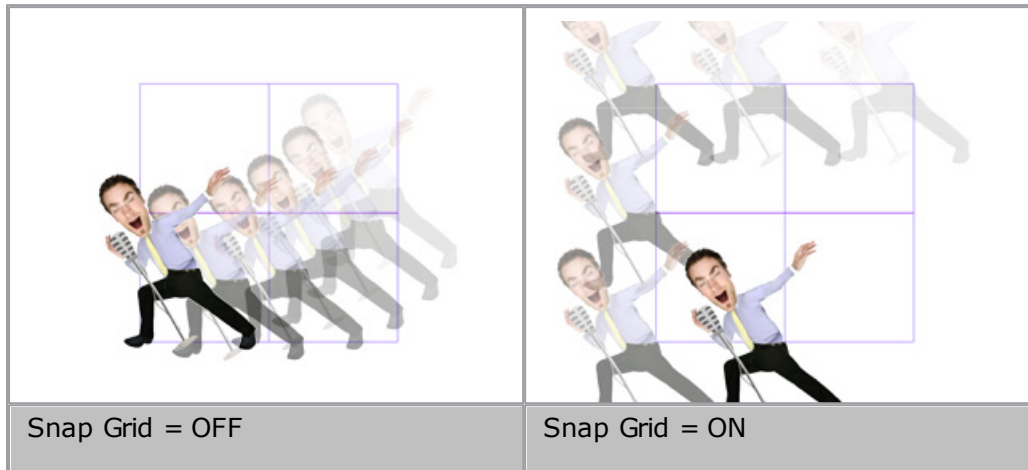 Snap Grid = OFF
Snap Grid = ON